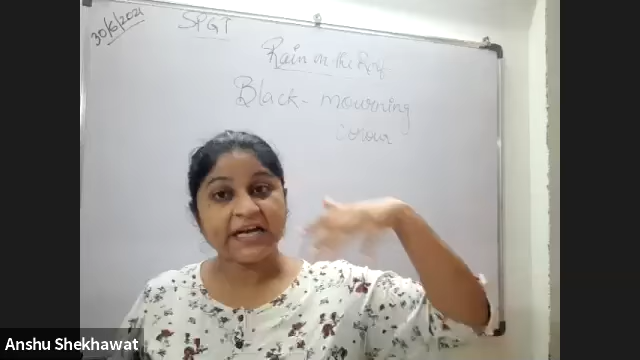 30/6/2021
SPGT
Rain on the Roof
Black - mourning
colour
Anshu Shekhawat